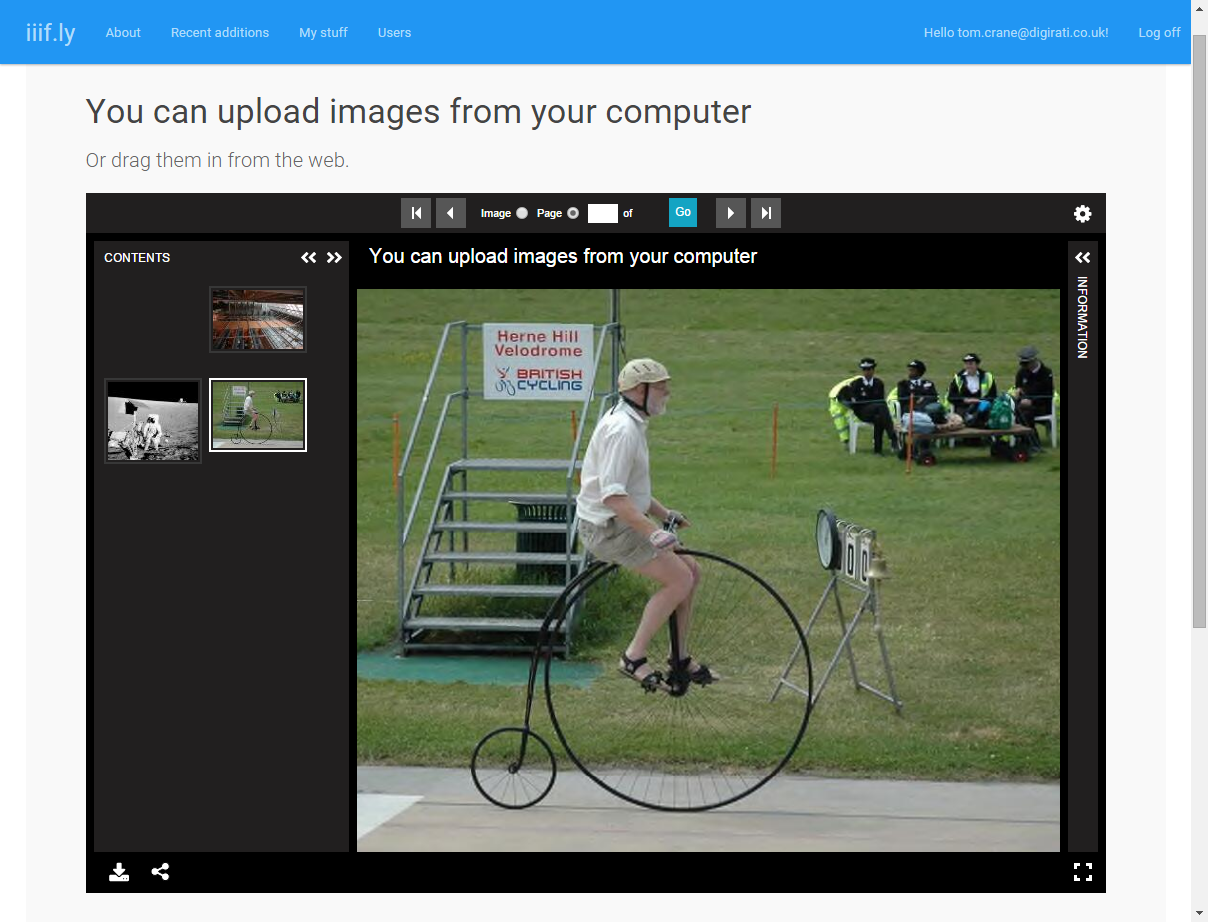 iiif.ly About Recent additions My stuff Users Hello tom.crane@digirati.co.uk! Log off
You can upload images from your computer
Or drag them in from the web.
Image Page of Go
CONTENTS
You can upload images from your computer
INFORMATION
Herne Hill
Velodrome
BRITISH
CYCLING
00